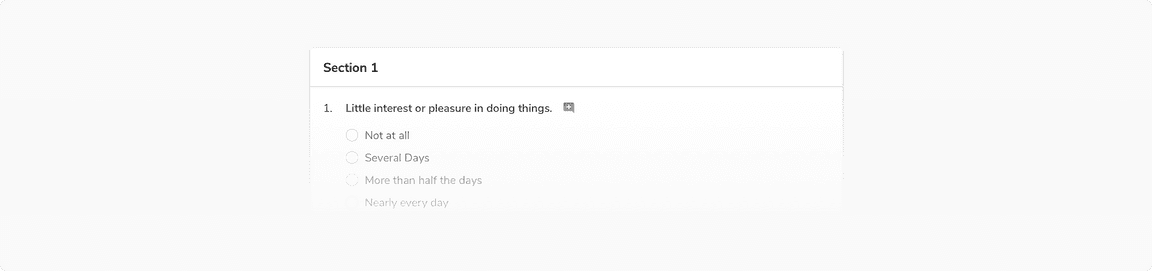 Section 1
1. Little interest or pleasure in doing things.
Not at all
Several Days
More than half the days
Nearly every day